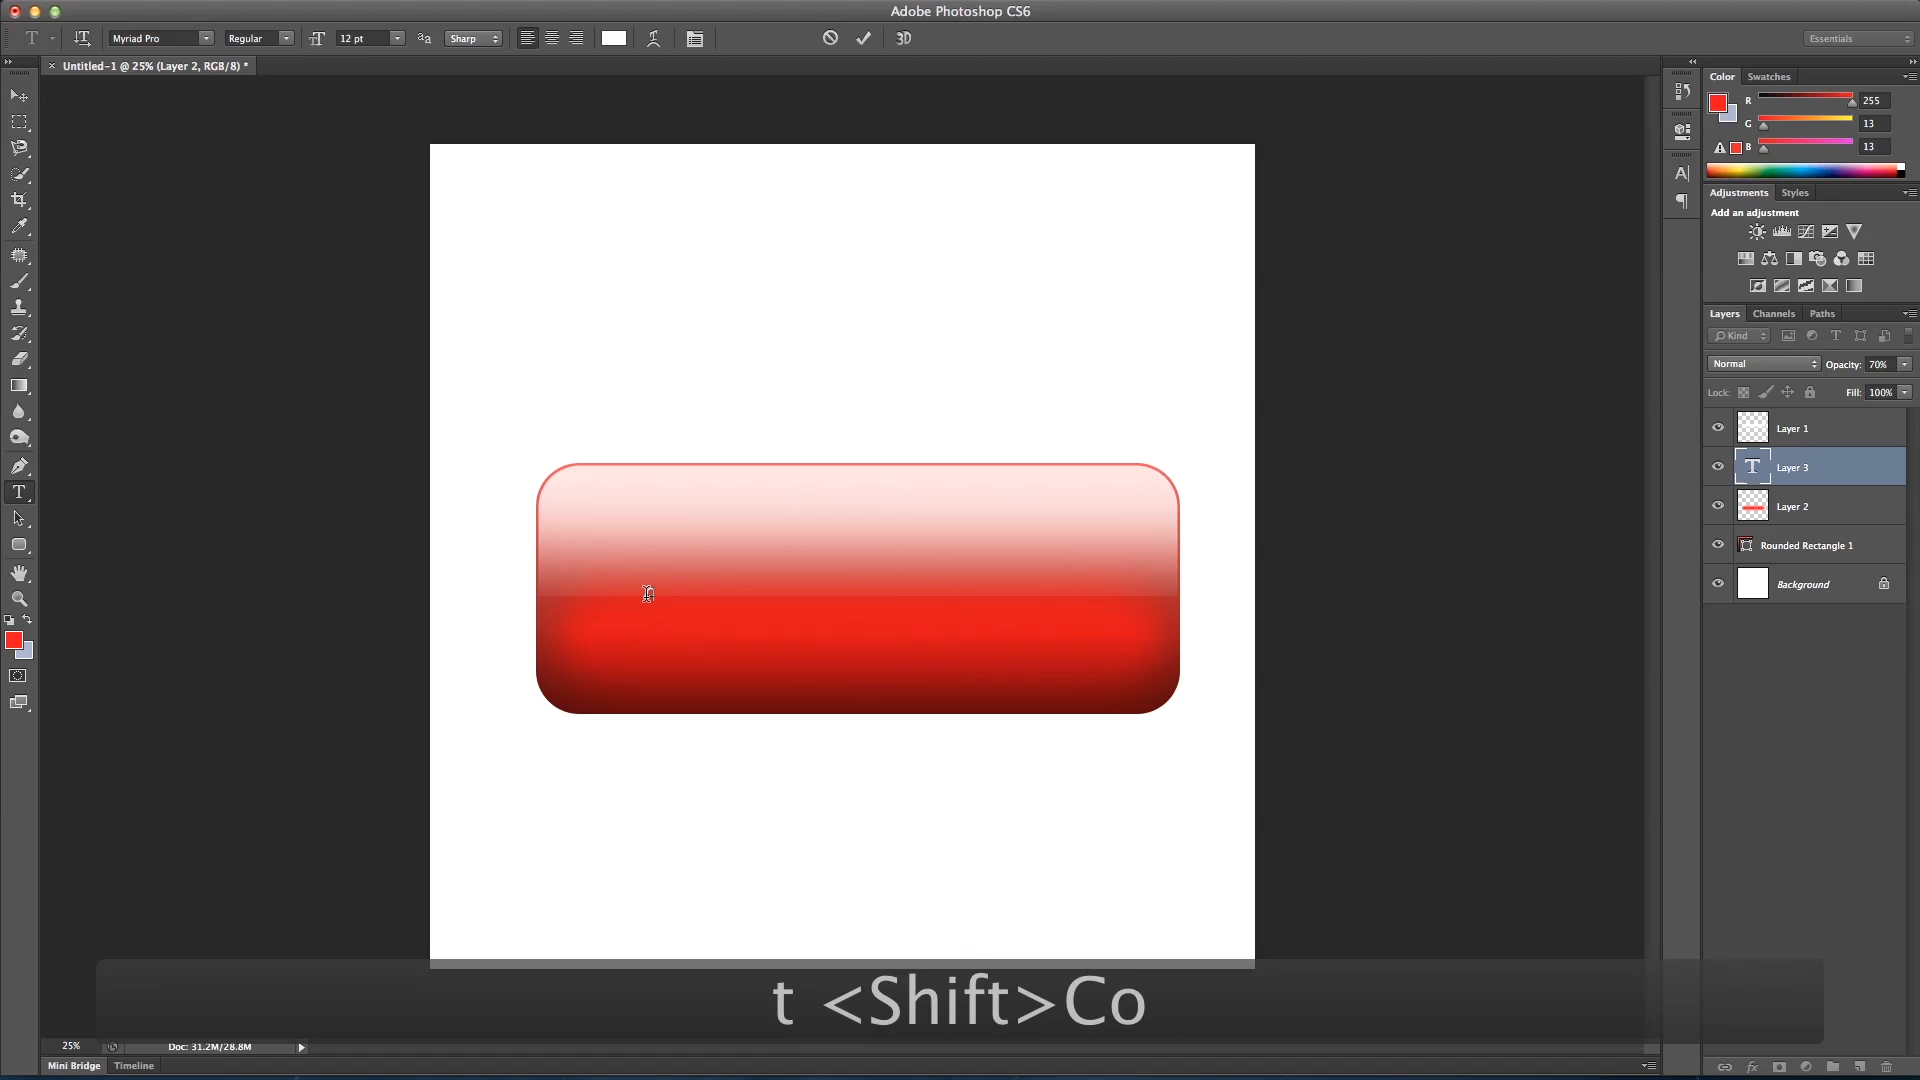 Adobe Photoshop CS6
Myriad Pro
Regular
12 pt
Sharp
3D
Essentials
Untitled-1 @ 25% (Layer 2, RGB/8) *
Color
Swatches
R
255
G
13
B
13
Adjustments
Styles
Add an adjustment
Layers
Channels
Paths
Kind
Normal
Opacity: 70%
Lock:
Fill: 100%
Layer 1
Layer 3
Layer 2
Rounded Rectangle 1
Background
t <Shift>Co
25%
Doc: 31.2M/28.8M
Mini Bridge
Timeline